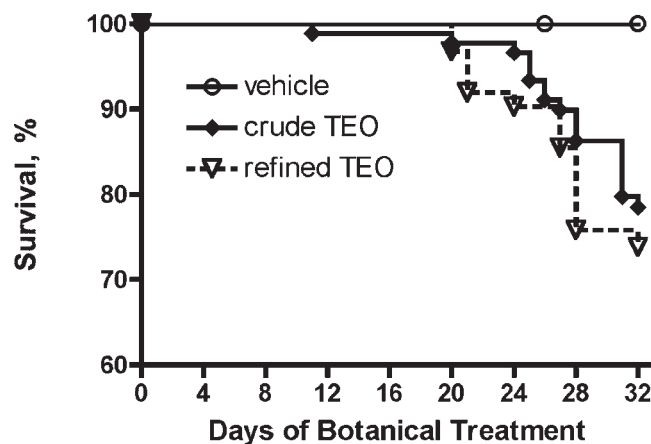 100
90
80
70
60
Survival, %
vehicle
crude TEO
refined TEO
0 4 8 12 16 20 24 28 32
Days of Botanical Treatment